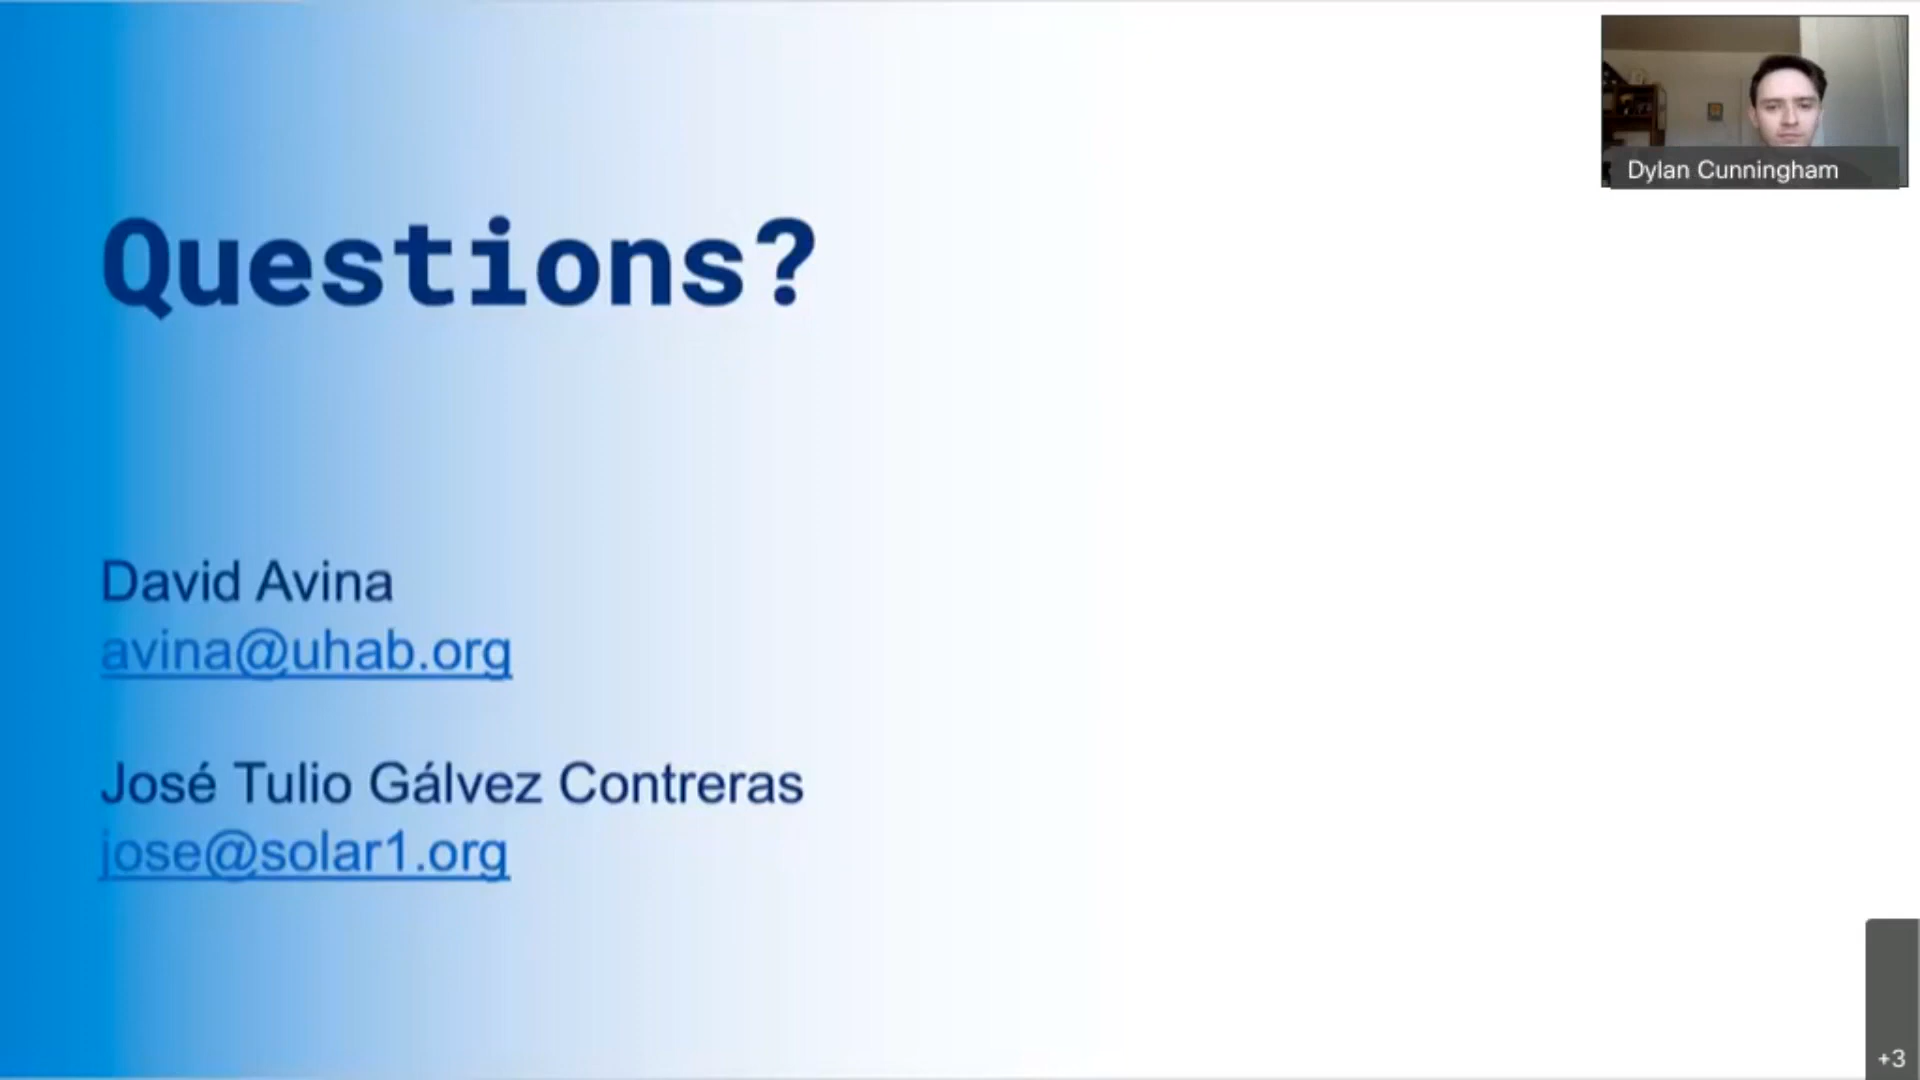 Questions?
David Avina
avina@uhab.org
José Tulio Gálvez Contreras
jose@solar1.org
Dylan Cunningham
+3